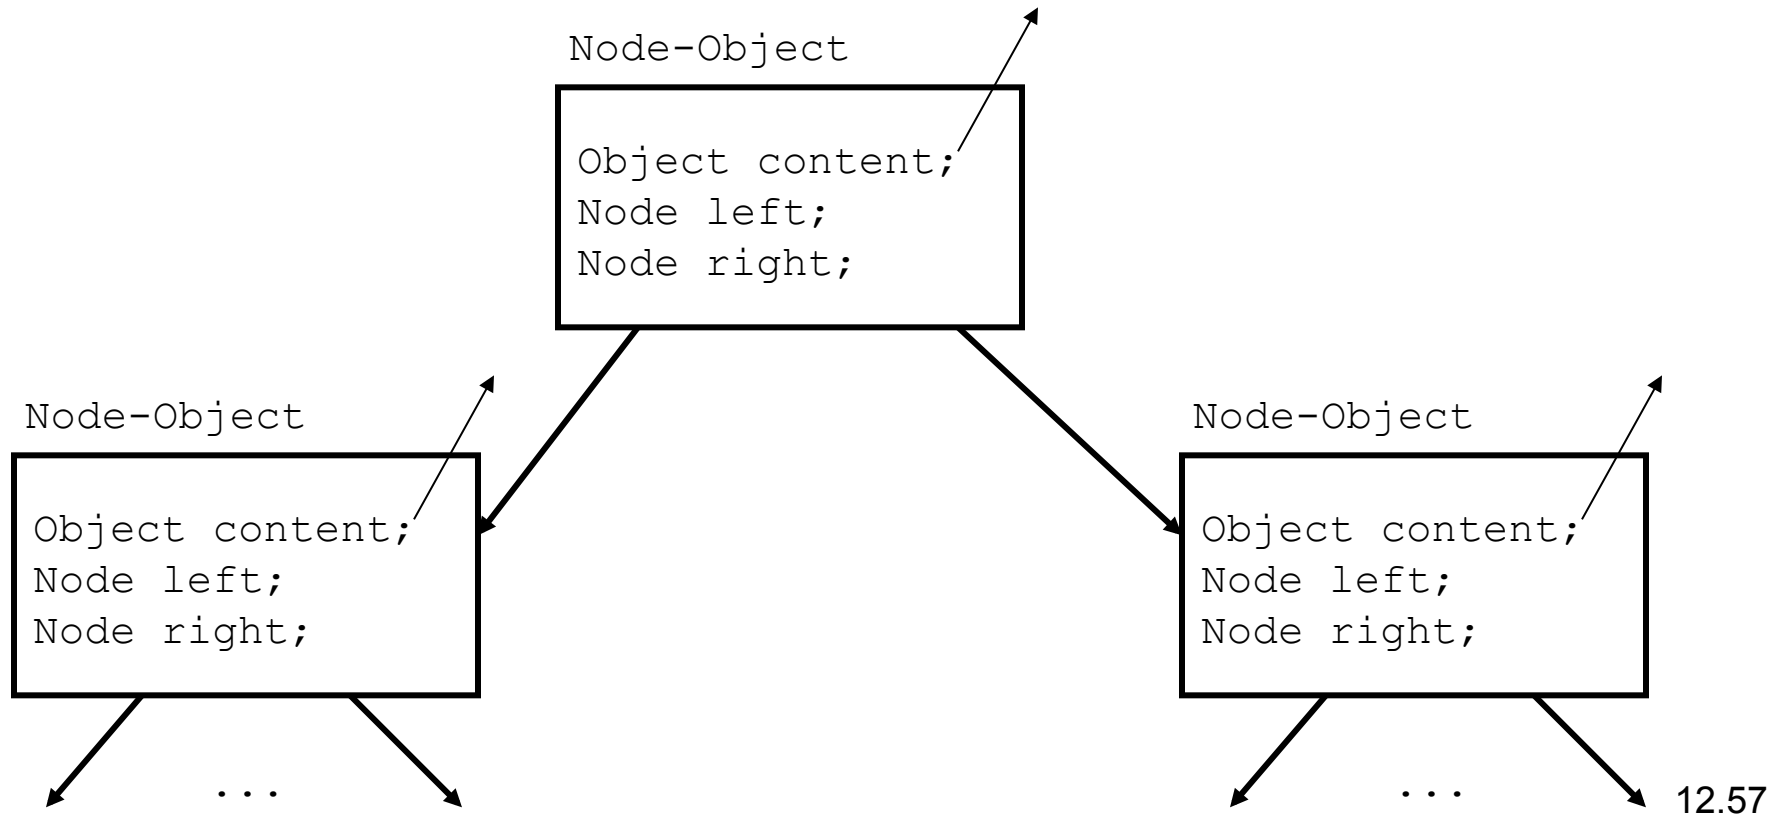 Node-Object
Object content;
Node left;
Node right;
Node-Object
Object content;
Node left;
Node right;
...
Node-Object
Object content;
Node left;
Node right;
...
12.57